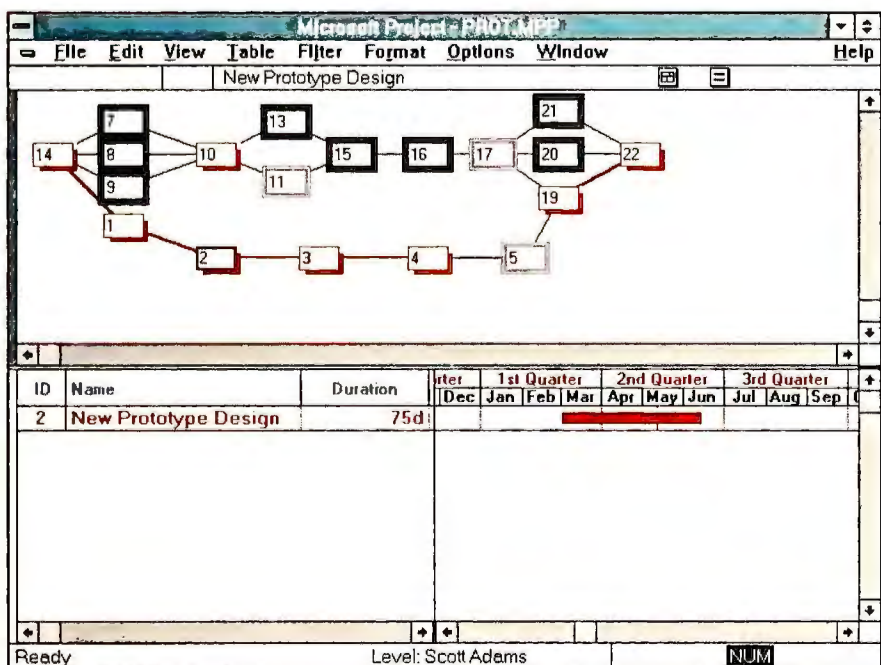 Microsoft Project - PROT.MPP
File Edit View Table Filter Format Options Window Help
New Prototype Design
21
7 13
14 8 10 15 16 17 20 22
9 11
19
1
2 3 4 5
ID Name Duration rter 1st Quarter 2nd Quarter 3rd Quarter
Dec Jan Feb Mar Apr May Jun Jul Aug Sep
2 New Prototype Design 75d
Ready Level: Scott Adams NUM